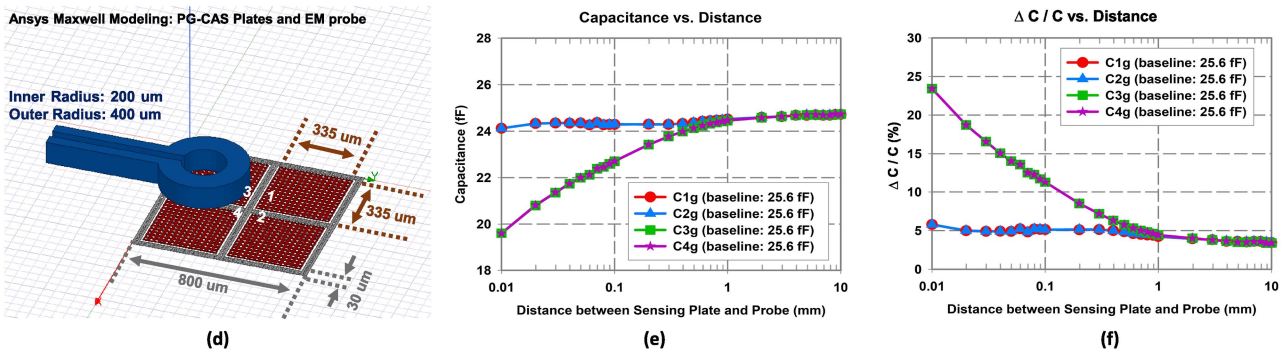 Ansys Maxwell Modeling: PG-CAS Plates and EM probe
Inner Radius: 200 um
Outer Radius: 400 um
335 um
335 um
800 um
30 um
3
1
2
Y
(d)
Capacitance vs. Distance
Capacitance (fF)
28
26
24
22
20
18
C1g (baseline: 25.6 fF)
C2g (baseline: 25.6 fF)
C3g (baseline: 25.6 fF)
C4g (baseline: 25.6 fF)
0.01
0.1
1
10
Distance between Sensing Plate and Probe (mm)
(e)
Δ C / C vs. Distance
Δ C / C (%)
30
25
20
15
10
5
0
C1g (baseline: 25.6 fF)
C2g (baseline: 25.6 fF)
C3g (baseline: 25.6 fF)
C4g (baseline: 25.6 fF)
0.01
0.1
1
10
Distance between Sensing Plate and Probe (mm)
(f)